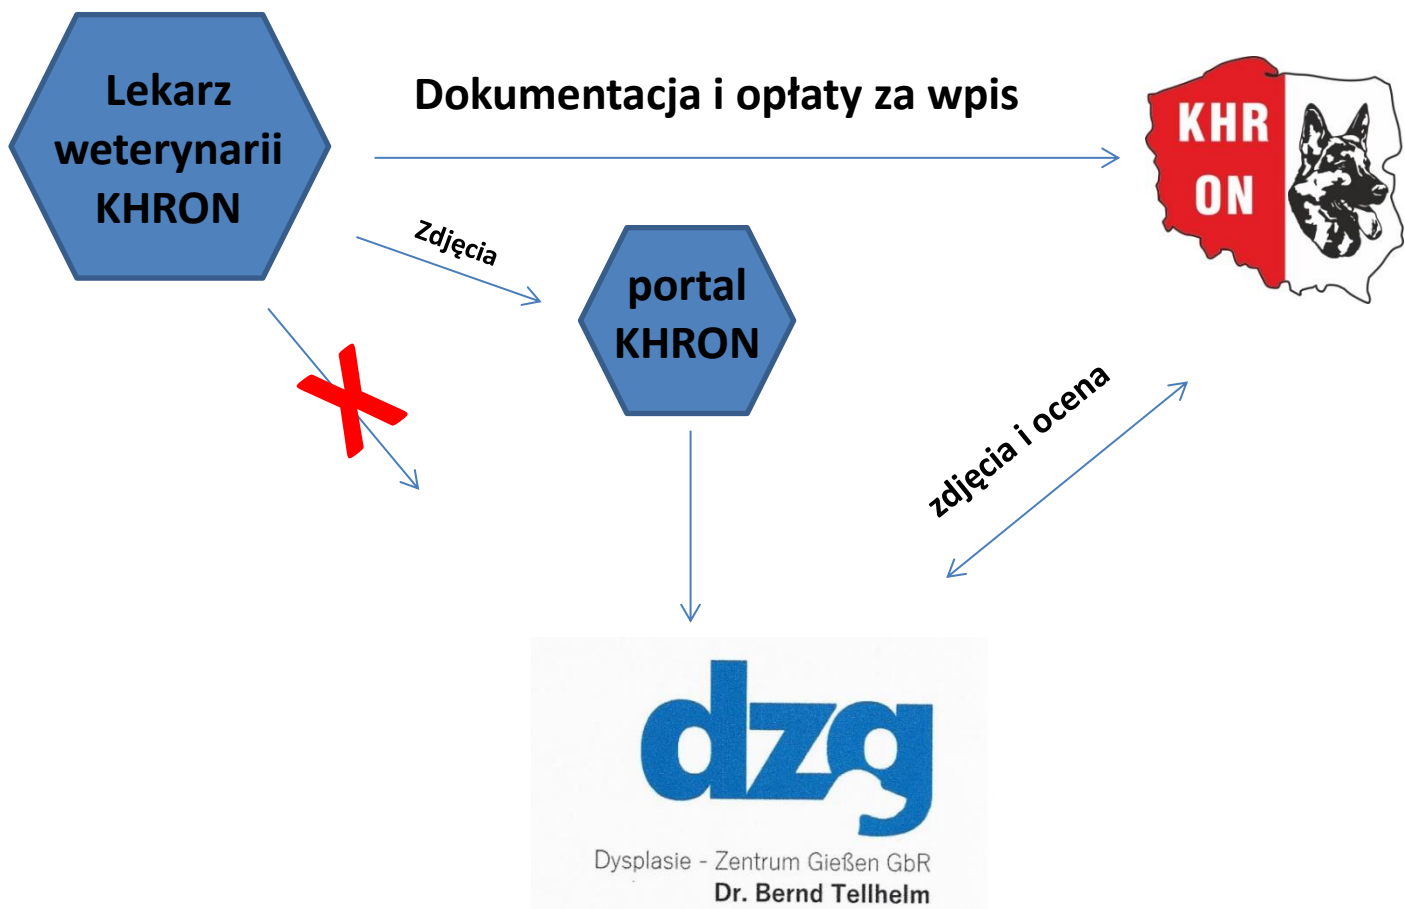 Lekarz
weterynarii
KHRON
Dokumentacja i opłaty za wpis
KHR
ON
Zdjęcia
portal
KHRON
zdjęcia i ocena
dzg
Dysplasie - Zentrum Gießen GbR
Dr. Bernd Tellhelm